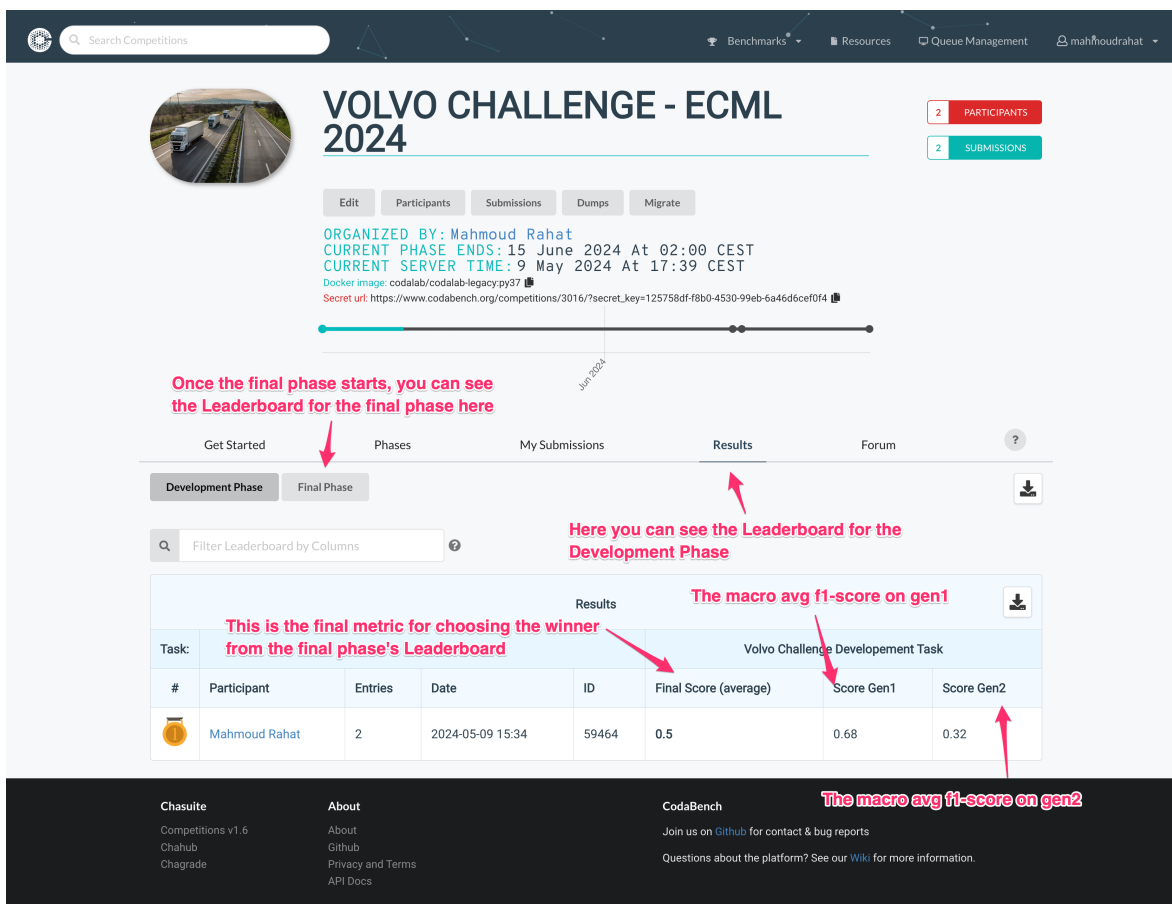 Search Competitions
Benchmarks
Resources
Queue Management
mahmoudrahat
VOLVO CHALLENGE - ECML
2024
2 PARTICIPANTS
2 SUBMISSIONS
Edit
Participants
Submissions
Dumps
Migrate
ORGANIZED BY: Mahmoud Rahat
CURRENT PHASE ENDS: 15 June 2024 At 02:00 CEST
CURRENT SERVER TIME: 9 May 2024 At 17:39 CEST
Docker image: codalab/codalab-legacy:py37
Secret url: https://www.codabench.org/competitions/3016/?secret_key=125758df-f8b0-4530-99eb-6a46d6cef0f4
Jun 2024
Once the final phase starts, you can see
the Leaderboard for the final phase here
Get Started
Phases
My Submissions
Results
Forum
?
Development Phase
Final Phase
Here you can see the Leaderboard for the
Development Phase
Filter Leaderboard by Columns
?
Results
The macro avg f1-score on gen1
This is the final metric for choosing the winner
from the final phase's Leaderboard
Task:
Volvo Challenge Developement Task
# Participant Entries Date ID Final Score (average) Score Gen1 Score Gen2
1 Mahmoud Rahat 2 2024-05-09 15:34 59464 0.5 0.68 0.32
The macro avg f1-score on gen2
Chasuite
Competitions v1.6
Chahub
Chagrade
About
About
Github
Privacy and Terms
API Docs
CodaBench
Join us on Github for contact & bug reports
Questions about the platform? See our Wiki for more information.